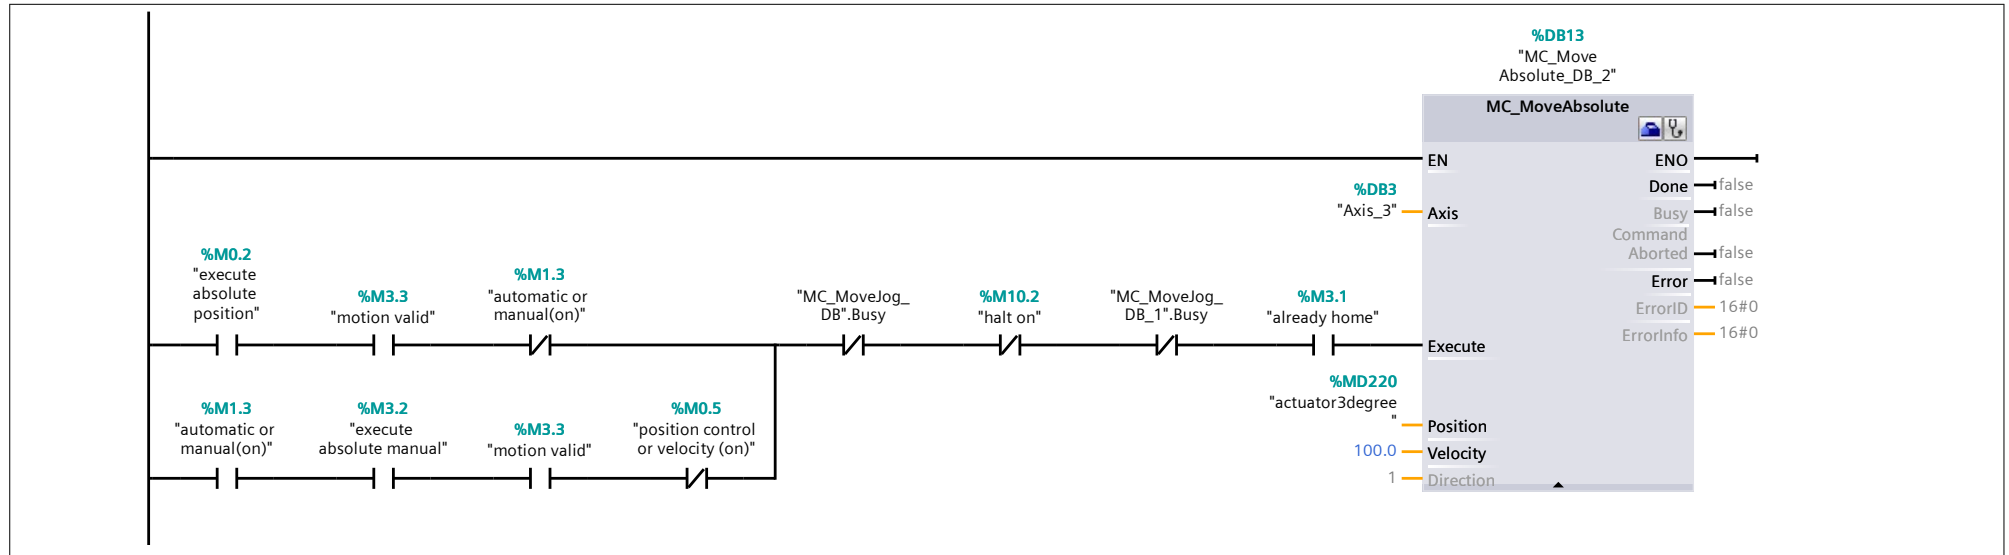 %DB13
"MC_Move
Absolute_DB_2"
MC_MoveAbsolute
EN
ENO
%DB3
"Axis_3"
Axis
Done
false
Busy
false
Command
Aborted
false
Error
false
ErrorID
16#0
ErrorInfo
16#0
%M0.2
"execute
absolute
position"
%M3.3
"motion valid"
%M1.3
"automatic or
manual(on)"
"MC_MoveJog_
DB".Busy
%M10.2
"halt on"
"MC_MoveJog_
DB_1".Busy
%M3.1
"already home"
Execute
%M1.3
"automatic or
manual(on)"
%M3.2
"execute
absolute manual"
%M3.3
"motion valid"
%M0.5
"position control
or velocity (on)"
%MD220
"actuator3degree
"
Position
100.0
Velocity
1
Direction